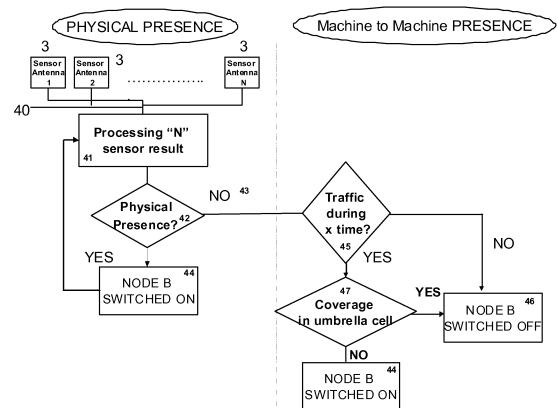 PHYSICAL PRESENCE
Machine to Machine PRESENCE
3
3
3
Sensor
Antenna
1
Sensor
Antenna
2
..................
Sensor
Antenna
N
40
Processing “N”
sensor result
41
NO 43
Physical
Presence? 42
Traffic
during
x time?
45
YES
NO
YES
44
NODE B
SWITCHED ON
47
Coverage
in umbrella cell
YES
46
NODE B
SWITCHED OFF
NO
44
NODE B
SWITCHED ON